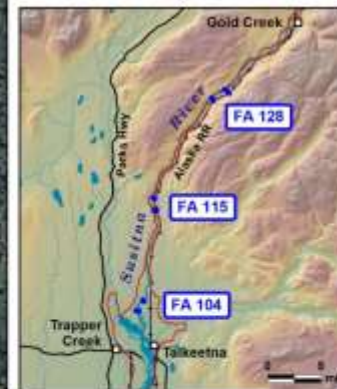 Gold Creek
River
FA 128
Parks Hwy
Alaska RR
FA 115
Susitna
FA 104
Trapper
Creek
Talkeetna